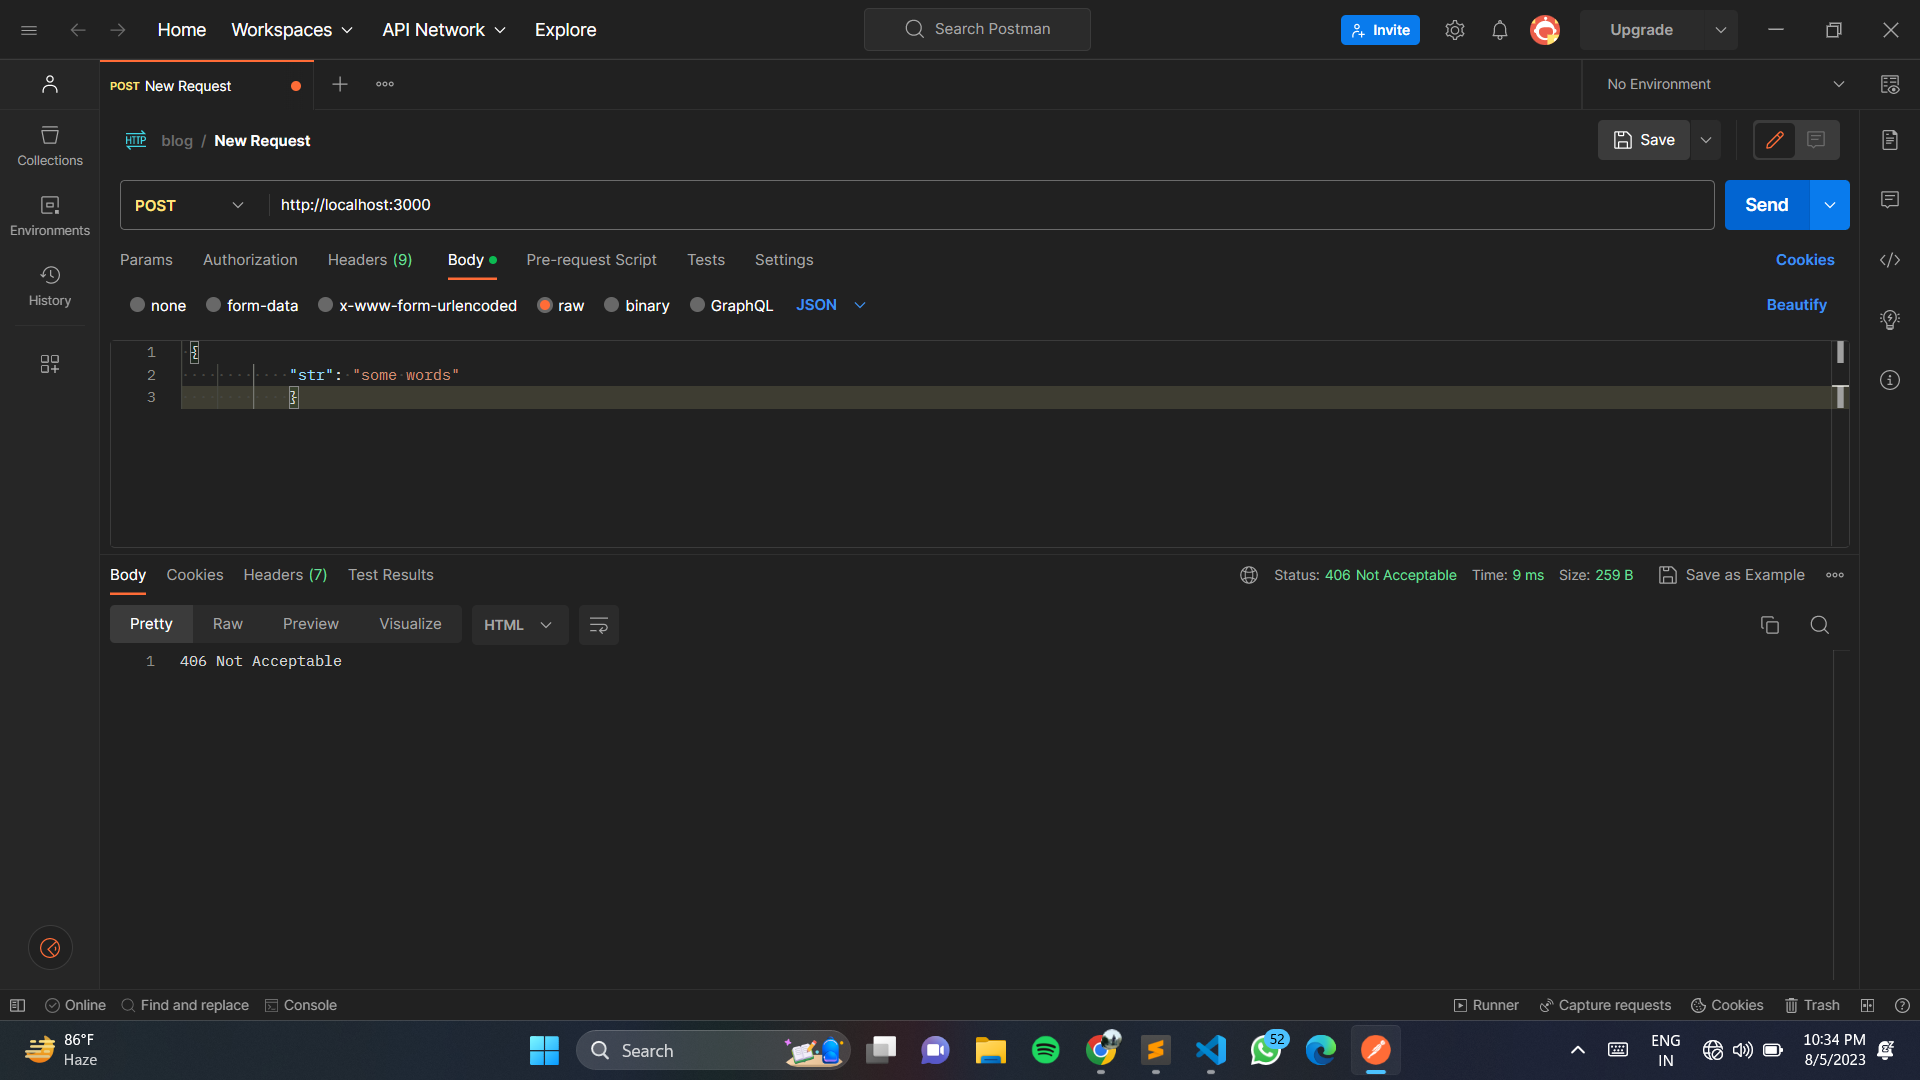 Home Workspaces API Network Explore Search Postman Invite Upgrade
POST New Request No Environment
HTTP blog / New Request Save
Collections
POST http://localhost:3000 Send
Environments
Params Authorization Headers (9) Body Pre-request Script Tests Settings Cookies
History
none form-data x-www-form-urlencoded raw binary GraphQL JSON Beautify
1 {
2 "str": "some words"
3 }
Body Cookies Headers (7) Test Results Status: 406 Not Acceptable Time: 9 ms Size: 259 B Save as Example
Pretty Raw Preview Visualize HTML
1 406 Not Acceptable
Online Find and replace Console Runner Capture requests Cookies Trash
86°F
Haze
Search
52
ENG
IN
10:34 PM
8/5/2023